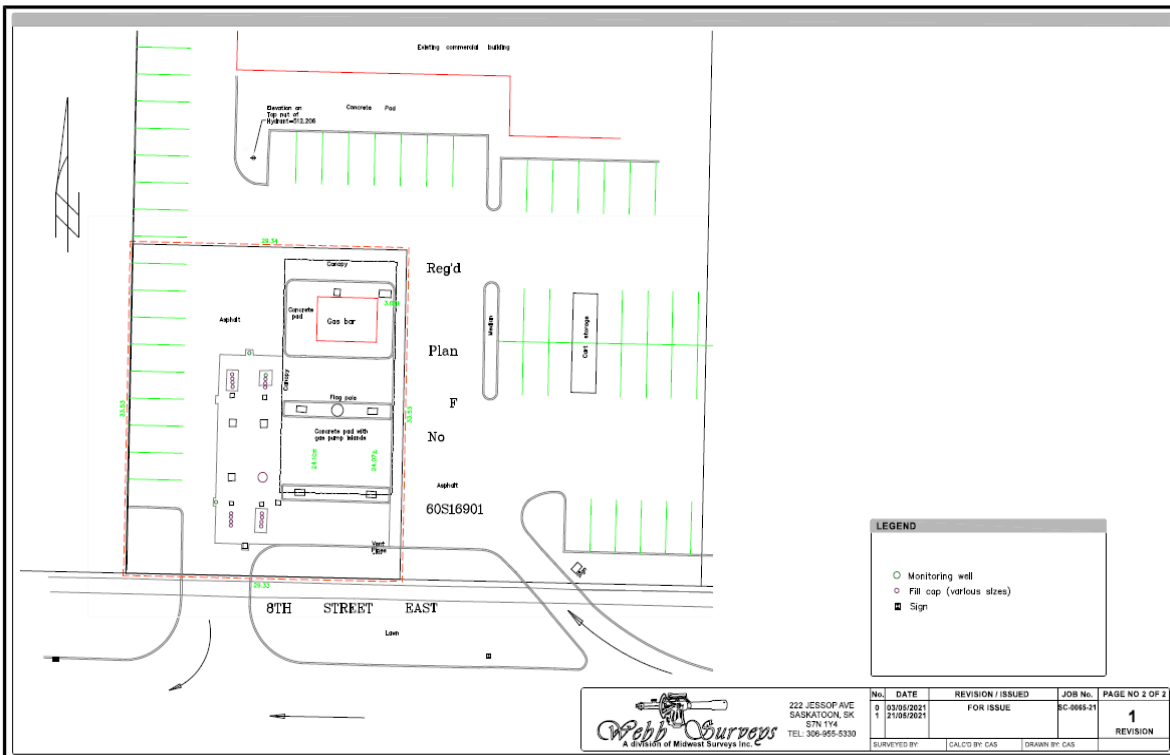 Existing commercial building
Elevation on
Top nut of
Hydrant=512.206
Concrete Pad
29.34
Canopy
Reg'd
Concrete
pad
Gas bar
Asphalt
Median
Cart storage
Plan
Canopy
Flag pole
F
33.53
33.53
Concrete pad with
gas pump islands
No
Asphalt
60S16901
Vent
Pipes
29.33
8TH STREET EAST
Lawn
LEGEND
Monitoring well
Fill cap (various sizes)
Sign
Webb Surveys
A division of Midwest Surveys Inc.
222 JESSOP AVE
SASKATOON, SK
S7N 1Y4
TEL: 306-955-5330
No. DATE REVISION / ISSUED JOB No. PAGE NO 2 OF 2
0 03/05/2021 FOR ISSUE SC-0065-21
1 21/05/2021
1
REVISION
SURVEYED BY: CALC'D BY: CAS DRAWN BY: CAS